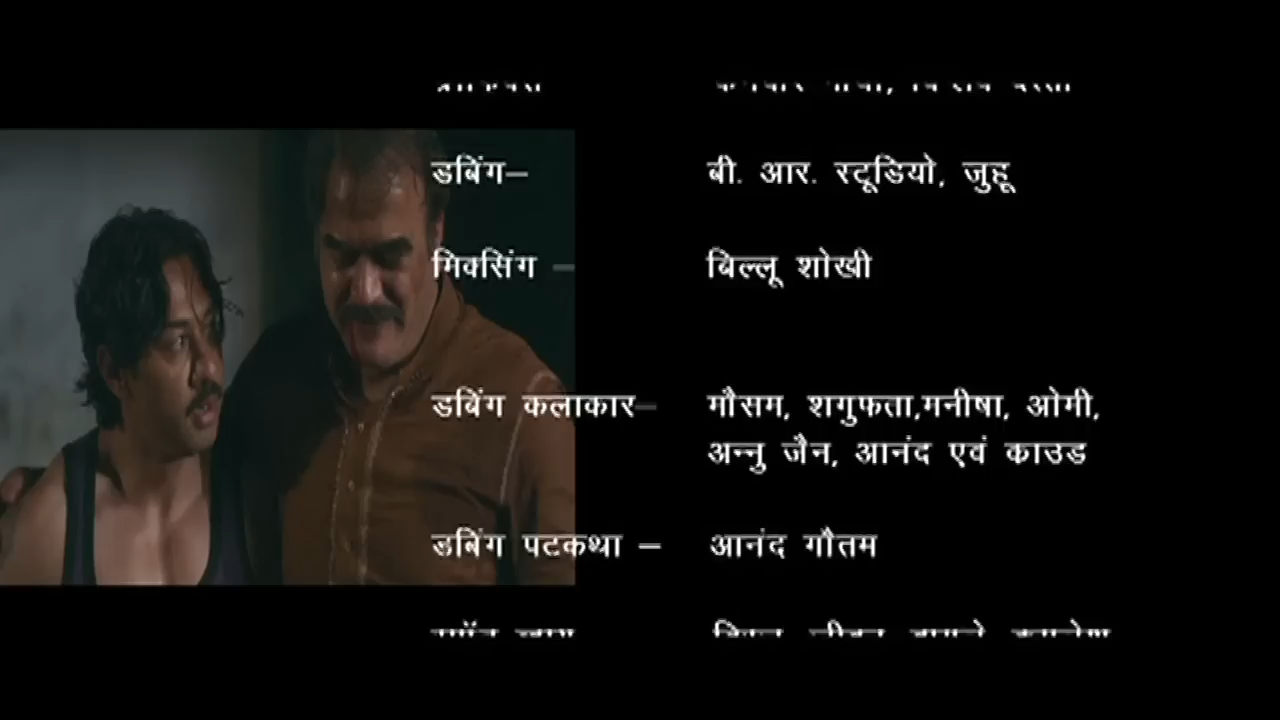 डबिंग— बी. आर. स्टूडियो, जुहू
मिक्सिंग — बिल्लू शोखी
डबिंग कलाकार— मौसम, शगुफता,मनीषा, ओगी,
अन्नु जैन, आनंद एवं काउड
डबिंग पटकथा — आनंद गौतम